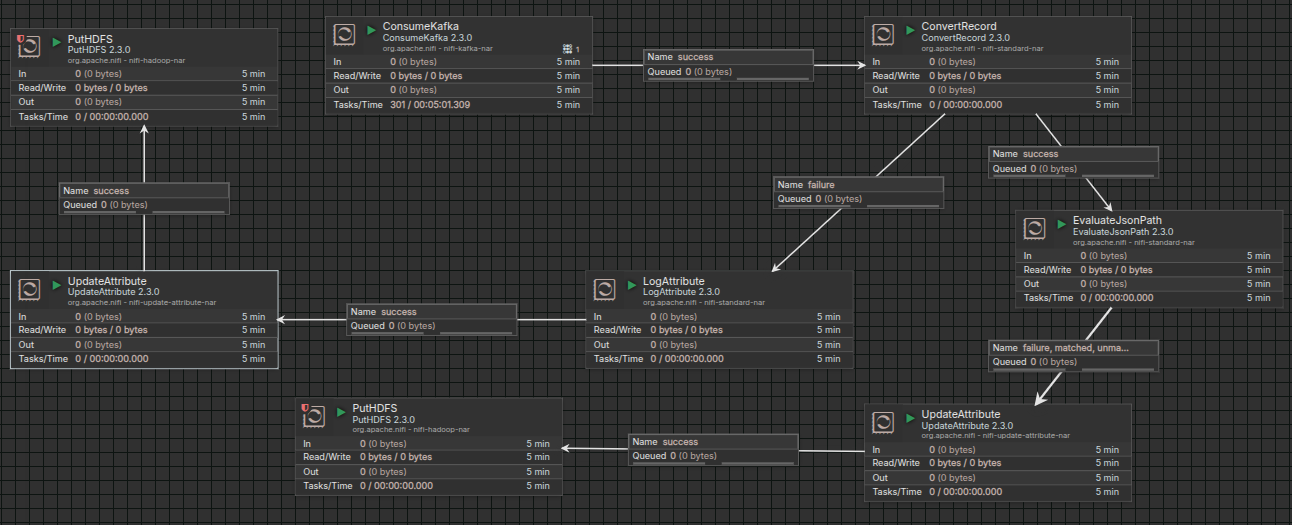 PutHDFS
PutHDFS 2.3.0
org.apache.nifi - nifi-hadoop-nar
In 0 (0 bytes) 5 min
Read/Write 0 bytes / 0 bytes 5 min
Out 0 (0 bytes) 5 min
Tasks/Time 0 / 00:00:00.000 5 min
ConsumeKafka
ConsumeKafka 2.3.0
org.apache.nifi - nifi-kafka-nar
1
In 0 (0 bytes) 5 min
Read/Write 0 bytes / 0 bytes 5 min
Out 0 (0 bytes) 5 min
Tasks/Time 301 / 00:05:01.309 5 min
Name success
Queued 0 (0 bytes)
ConvertRecord
ConvertRecord 2.3.0
org.apache.nifi - nifi-standard-nar
In 0 (0 bytes) 5 min
Read/Write 0 bytes / 0 bytes 5 min
Out 0 (0 bytes) 5 min
Tasks/Time 0 / 00:00:00.000 5 min
Name success
Queued 0 (0 bytes)
Name failure
Queued 0 (0 bytes)
Name success
Queued 0 (0 bytes)
EvaluateJsonPath
EvaluateJsonPath 2.3.0
org.apache.nifi - nifi-standard-nar
In 0 (0 bytes) 5 min
Read/Write 0 bytes / 0 bytes 5 min
Out 0 (0 bytes) 5 min
Tasks/Time 0 / 00:00:00.000 5 min
UpdateAttribute
UpdateAttribute 2.3.0
org.apache.nifi - nifi-update-attribute-nar
In 0 (0 bytes) 5 min
Read/Write 0 bytes / 0 bytes 5 min
Out 0 (0 bytes) 5 min
Tasks/Time 0 / 00:00:00.000 5 min
Name success
Queued 0 (0 bytes)
LogAttribute
LogAttribute 2.3.0
org.apache.nifi - nifi-standard-nar
In 0 (0 bytes) 5 min
Read/Write 0 bytes / 0 bytes 5 min
Out 0 (0 bytes) 5 min
Tasks/Time 0 / 00:00:00.000 5 min
Name failure, matched, unma...
Queued 0 (0 bytes)
PutHDFS
PutHDFS 2.3.0
org.apache.nifi - nifi-hadoop-nar
In 0 (0 bytes) 5 min
Read/Write 0 bytes / 0 bytes 5 min
Out 0 (0 bytes) 5 min
Tasks/Time 0 / 00:00:00.000 5 min
Name success
Queued 0 (0 bytes)
UpdateAttribute
UpdateAttribute 2.3.0
org.apache.nifi - nifi-update-attribute-nar
In 0 (0 bytes) 5 min
Read/Write 0 bytes / 0 bytes 5 min
Out 0 (0 bytes) 5 min
Tasks/Time 0 / 00:00:00.000 5 min